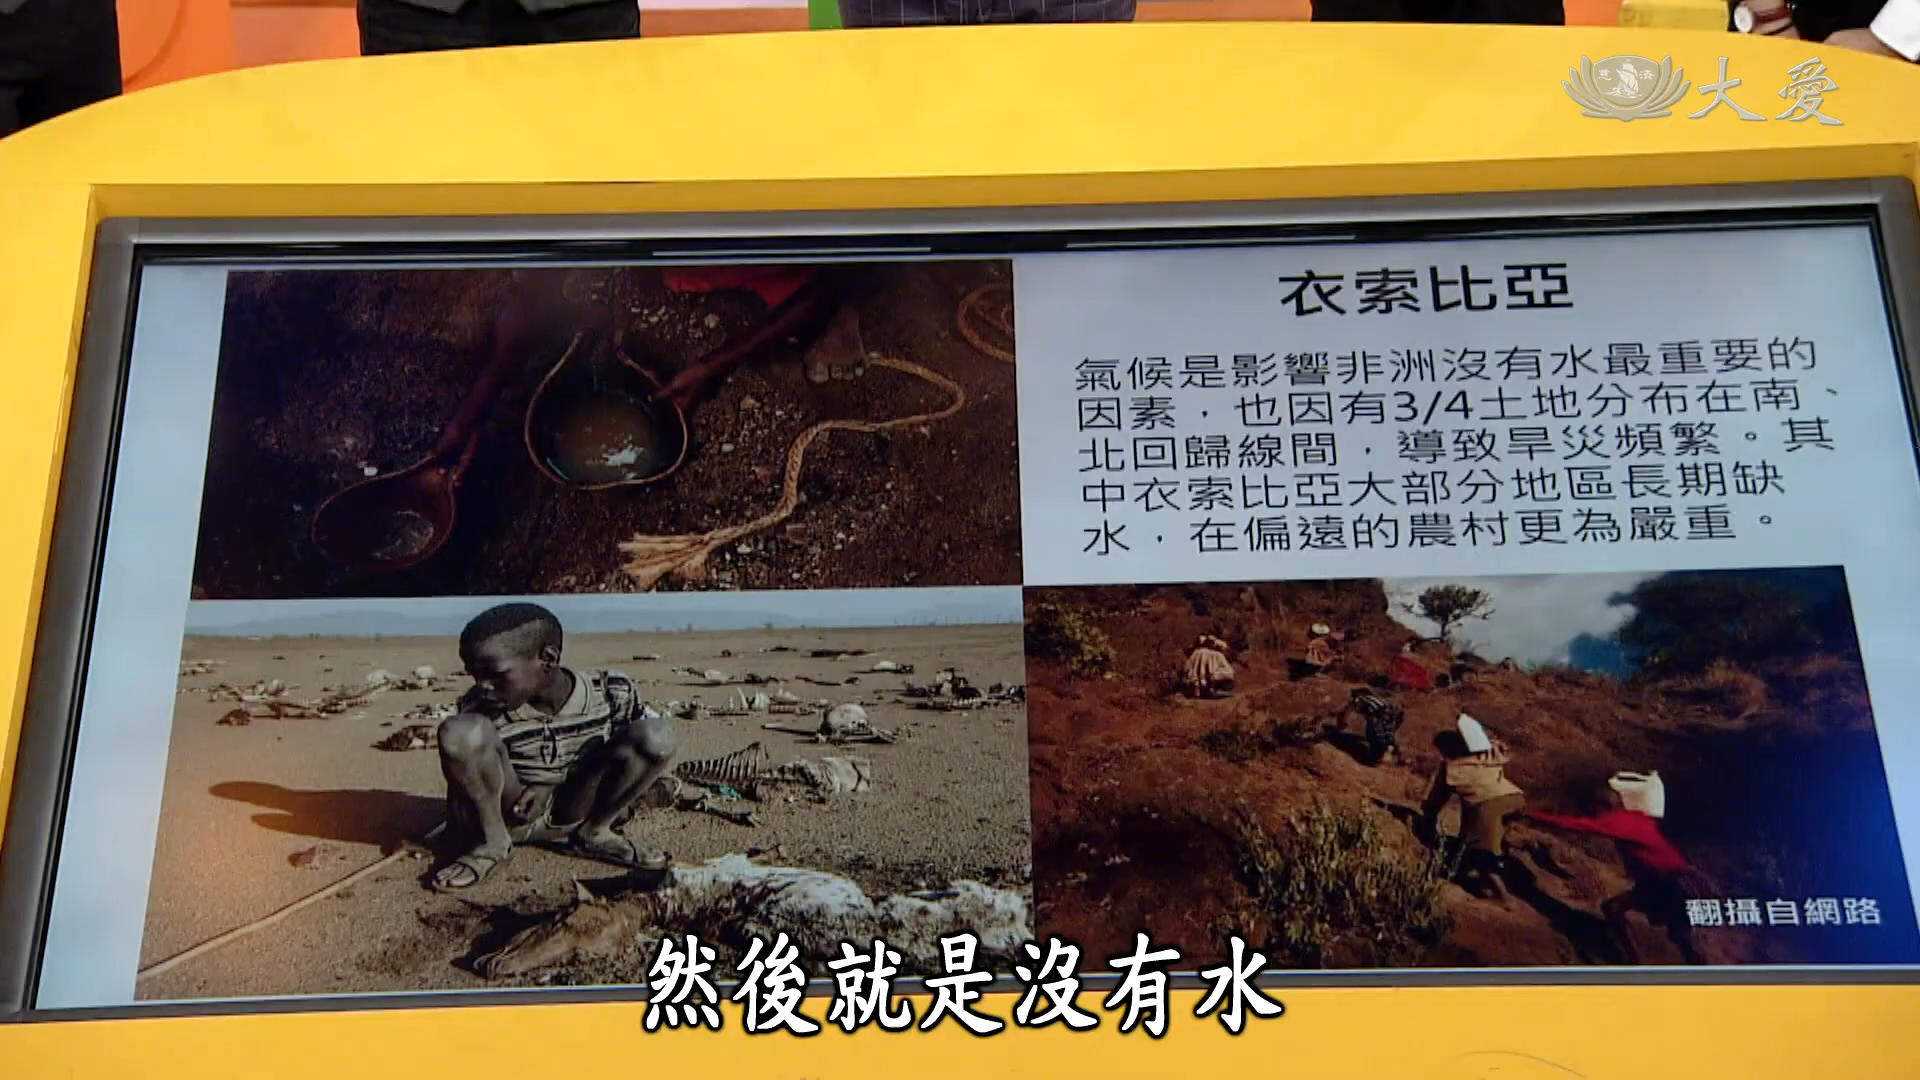 大愛
慈濟
衣索比亞
氣候是影響非洲沒有水最重要的
因素，也因有3/4土地分布在南、
北回歸線間，導致旱災頻繁。其
中衣索比亞大部分地區長期缺
水，在偏遠的農村更為嚴重。
翻攝自網路
然後就是沒有水